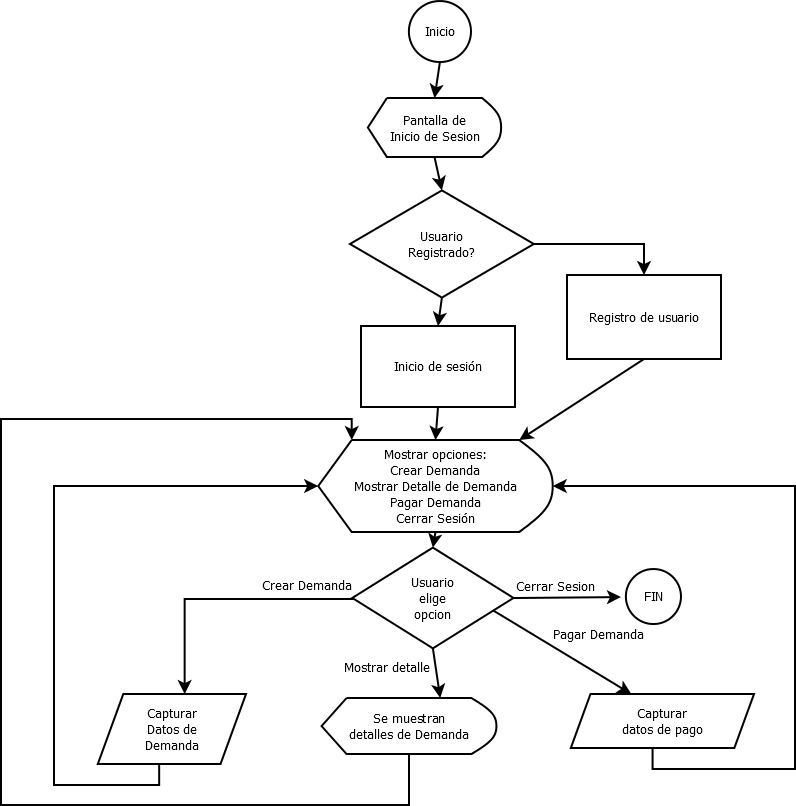 Inicio
Pantalla de
Inicio de Sesion
Usuario
Registrado?
Registro de usuario
Inicio de sesión
Mostrar opciones:
Crear Demanda
Mostrar Detalle de Demanda
Pagar Demanda
Cerrar Sesión
Crear Demanda
Usuario
elige
opcion
Cerrar Sesion
FIN
Pagar Demanda
Mostrar detalle
Capturar
Datos de
Demanda
Se muestran
detalles de Demanda
Capturar
datos de pago